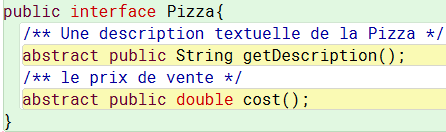 public interface Pizza{
/** Une description textuelle de la Pizza */
abstract public String getDescription();
/** le prix de vente */
abstract public double cost();
}